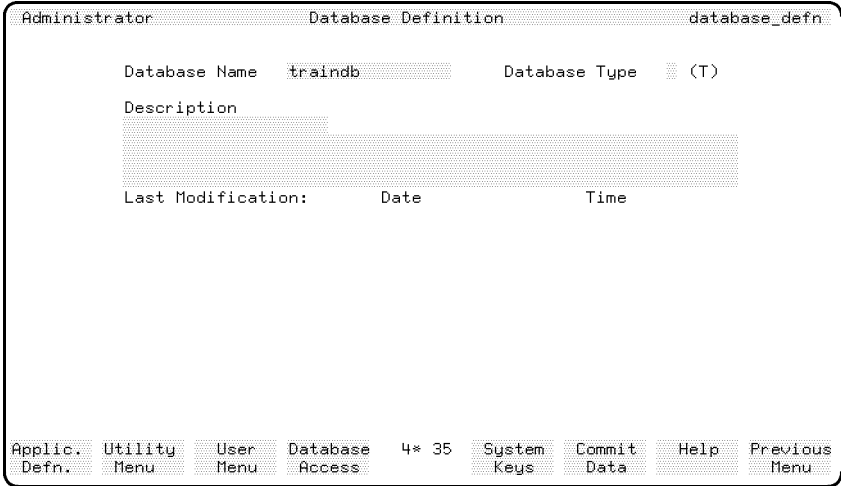 Administrator Database Definition database_defn
Database Name traindb Database Type (T)
Description
Last Modification: Date Time
Applic. Utility User Database 4* 35 System Commit Help Previous
Defn. Menu Menu Access Keys Data Menu